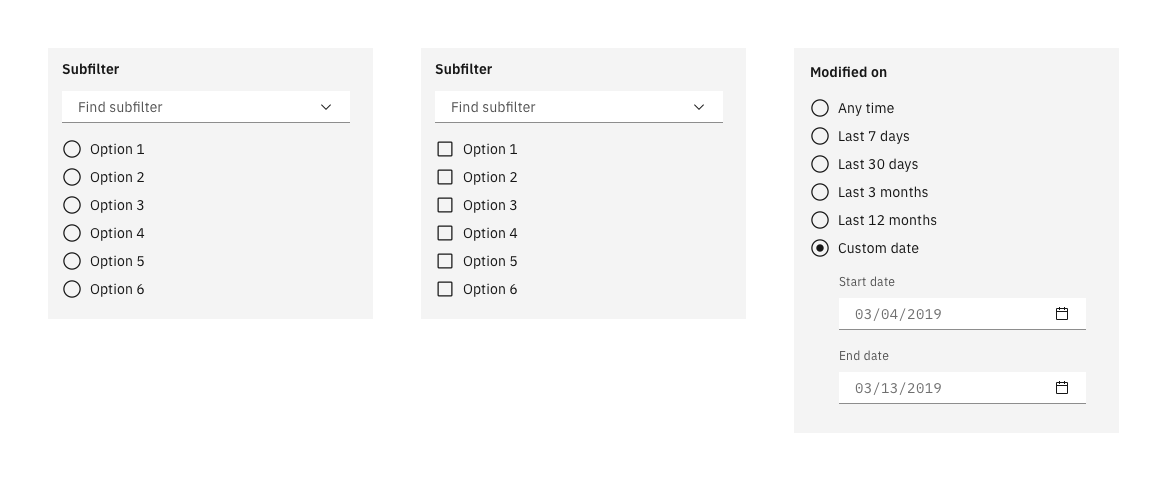 Subfilter
Find subfilter
Option 1
Option 2
Option 3
Option 4
Option 5
Option 6
Subfilter
Find subfilter
Option 1
Option 2
Option 3
Option 4
Option 5
Option 6
Modified on
Any time
Last 7 days
Last 30 days
Last 3 months
Last 12 months
Custom date
Start date
03/04/2019
End date
03/13/2019